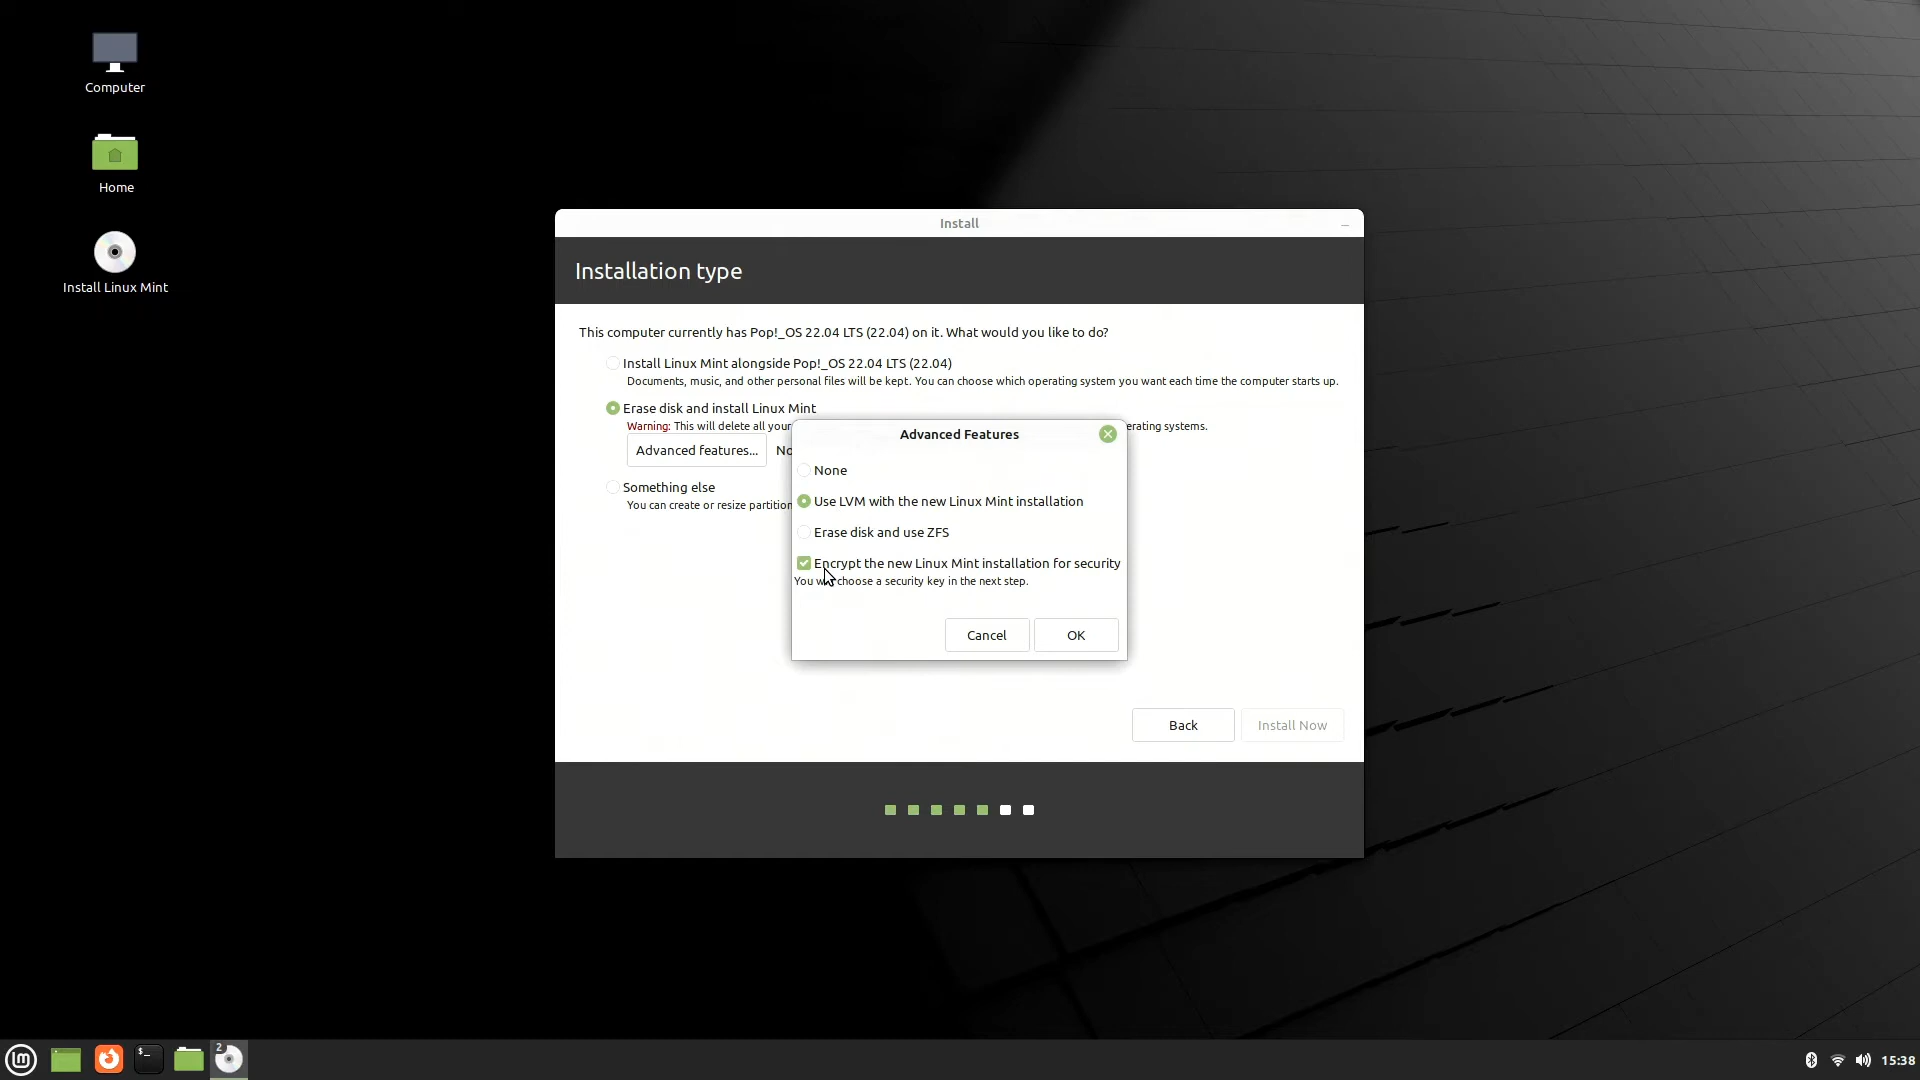 Computer
Home
Install Linux Mint
Install
Installation type
This computer currently has Pop!_OS 22.04 LTS (22.04) on it. What would you like to do?
Install Linux Mint alongside Pop!_OS 22.04 LTS (22.04)
Documents, music, and other personal files will be kept. You can choose which operating system you want each time the computer starts up.
Erase disk and install Linux Mint
Warning: This will delete all your
erating systems.
Advanced features...
No
Something else
You can create or resize partition
Advanced Features
None
Use LVM with the new Linux Mint installation
Erase disk and use ZFS
Encrypt the new Linux Mint installation for security
You choose a security key in the next step.
Cancel
OK
Back
Install Now
lm
$_
2
15:38